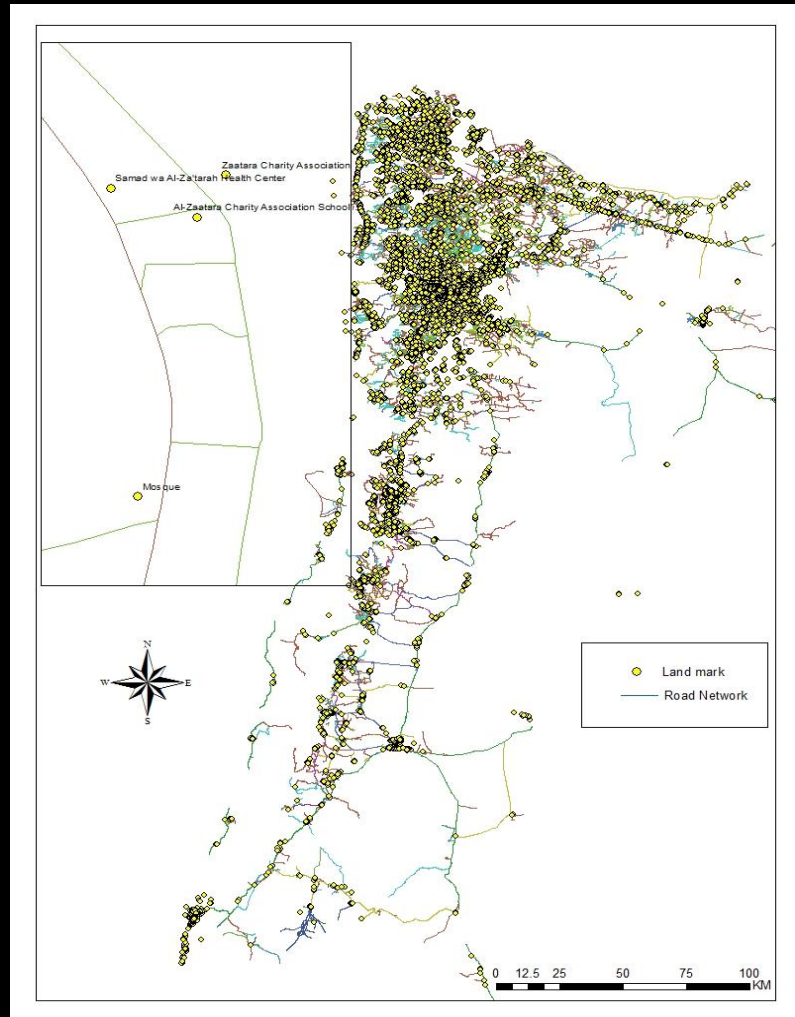 Zaatara Charity Association
Samad wa Al-Za'tarah Health Center
Al-Zaatara Charity Association School
Mosque
N
W E
S
Land mark
Road Network
0 12.5 25 50 75 100
KM